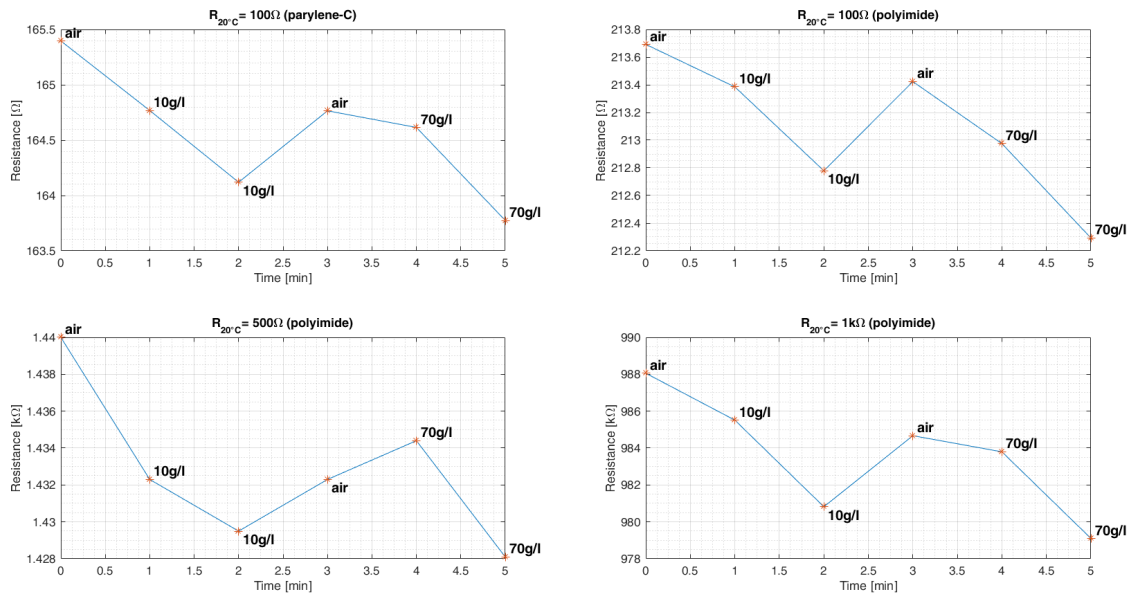 R20°C= 100Ω (parylene-C)
165.5
165
164.5
164
163.5
Resistance [Ω]
air
10g/l
10g/l
air
70g/l
70g/l
0 0.5 1 1.5 2 2.5 3 3.5 4 4.5 5
Time [min]
R20°C= 100Ω (polyimide)
213.8
213.6
213.4
213.2
213
212.8
212.6
212.4
212.2
Resistance [Ω]
air
10g/l
10g/l
air
70g/l
70g/l
0 0.5 1 1.5 2 2.5 3 3.5 4 4.5 5
Time [min]
R20°C= 500Ω (polyimide)
1.44
1.438
1.436
1.434
1.432
1.43
1.428
Resistance [kΩ]
air
10g/l
10g/l
air
70g/l
70g/l
0 0.5 1 1.5 2 2.5 3 3.5 4 4.5 5
Time [min]
R20°C= 1kΩ (polyimide)
990
988
986
984
982
980
978
Resistance [kΩ]
air
10g/l
10g/l
air
70g/l
70g/l
0 0.5 1 1.5 2 2.5 3 3.5 4 4.5 5
Time [min]